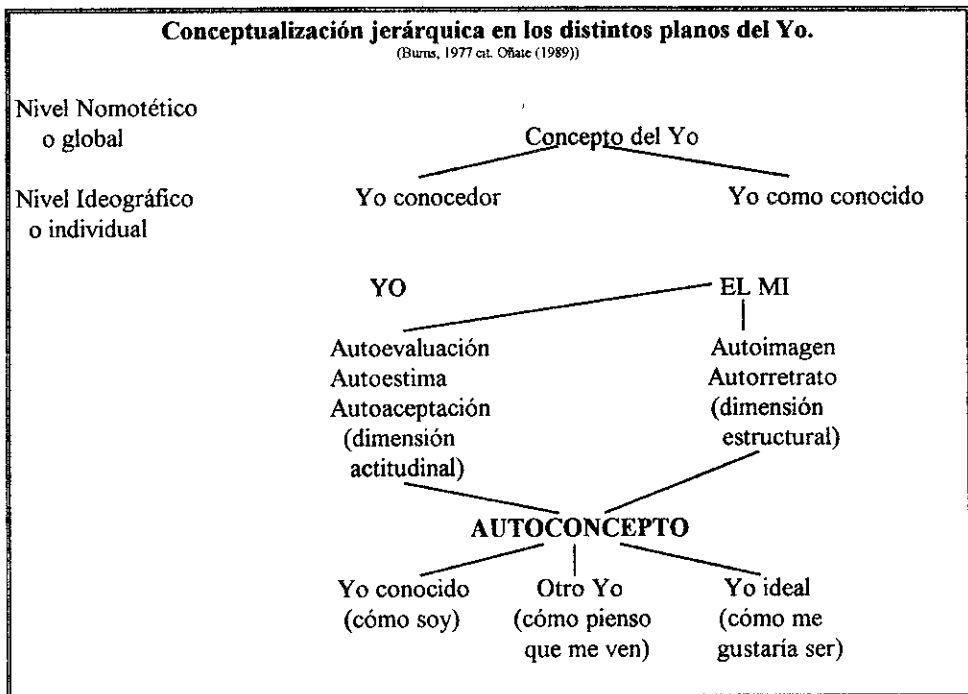 Conceptualización jerárquica en los distintos planos del Yo.
(Burns, 1977 cit. Oñate (1989))
Nivel Nomotético
o global
Concepto del Yo
Nivel Ideográfico
o individual
Yo conocedor
Yo como conocido
YO
EL MI
Autoevaluación
Autoestima
Autoaceptación
(dimensión
actitudinal)
Autoimagen
Autorretrato
(dimensión
estructural)
AUTOCONCEPTO
Yo conocido
(cómo soy)
Otro Yo
(cómo pienso
que me ven)
Yo ideal
(cómo me
gustaría ser)